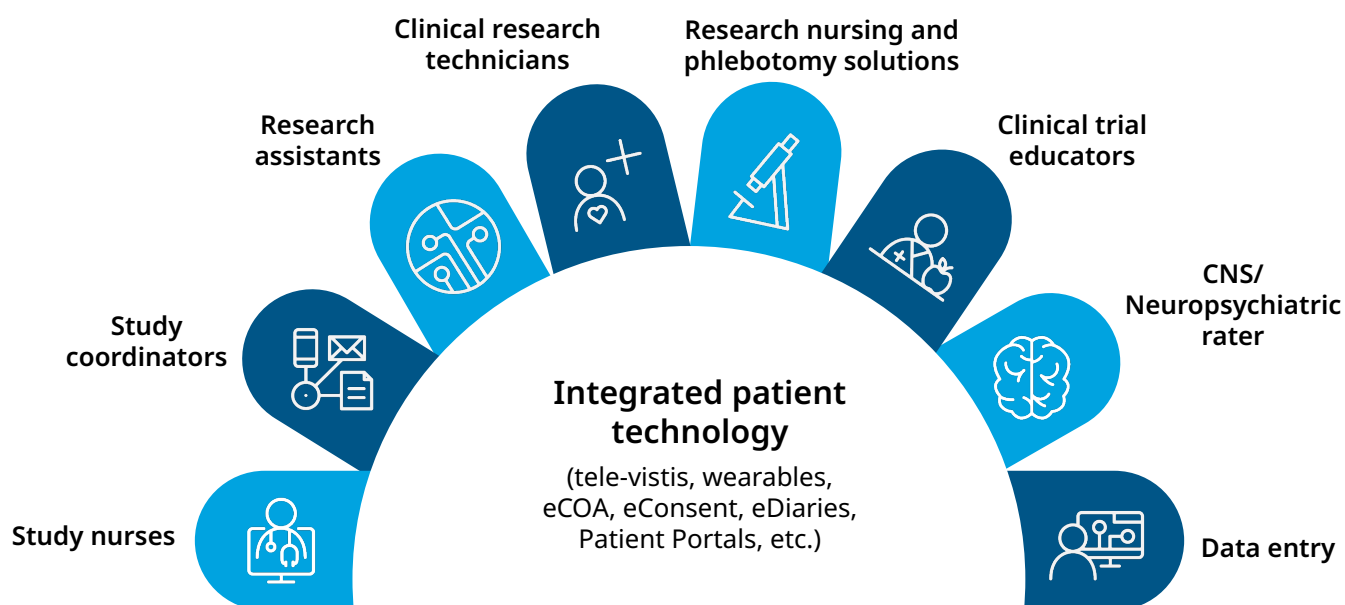 Clinical research
technicians
Research nursing and
phlebotomy solutions
Research
assistants
Clinical trial
educators
Study
coordinators
CNS/
Neuropsychiatric
rater
Integrated patient
technology
(tele-vistis, wearables,
eCOA, eConsent, eDiaries,
Patient Portals, etc.)
Study nurses
Data entry